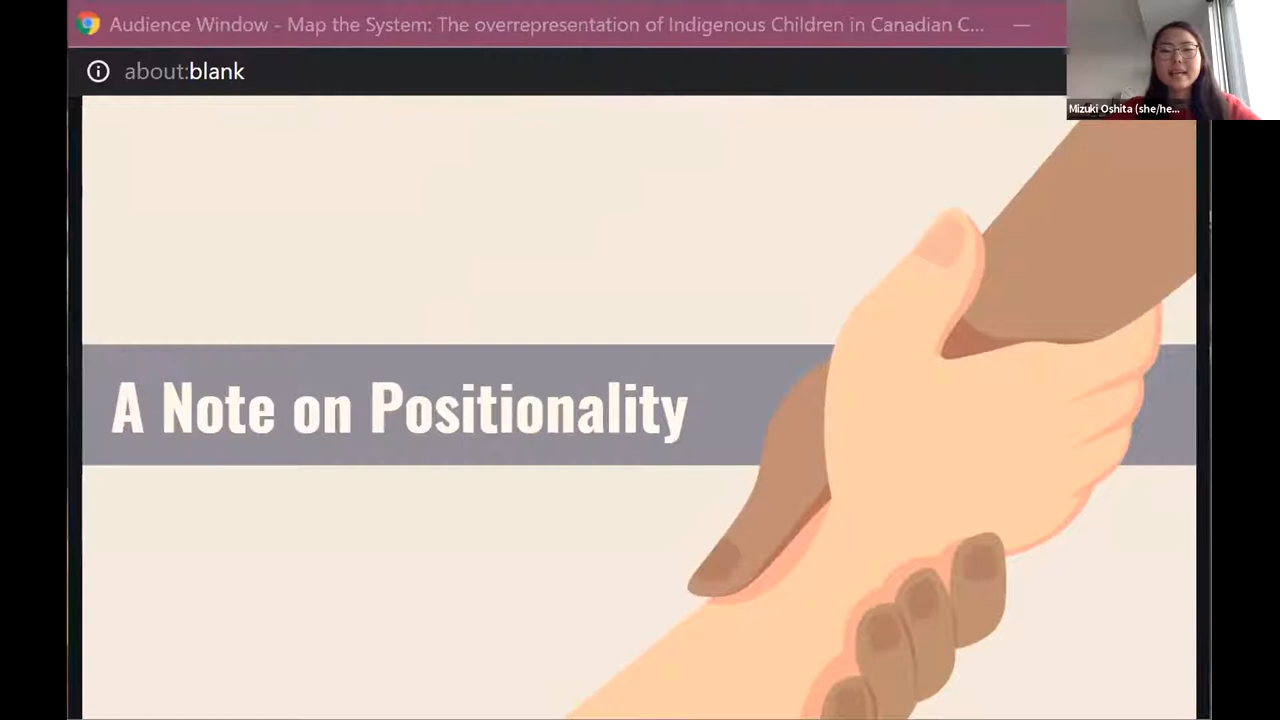 Audience Window - Map the System: The overrepresentation of Indigenous Children in Canadian C...
about:blank
Mizuki Oshita (she/he...
A Note on Positionality